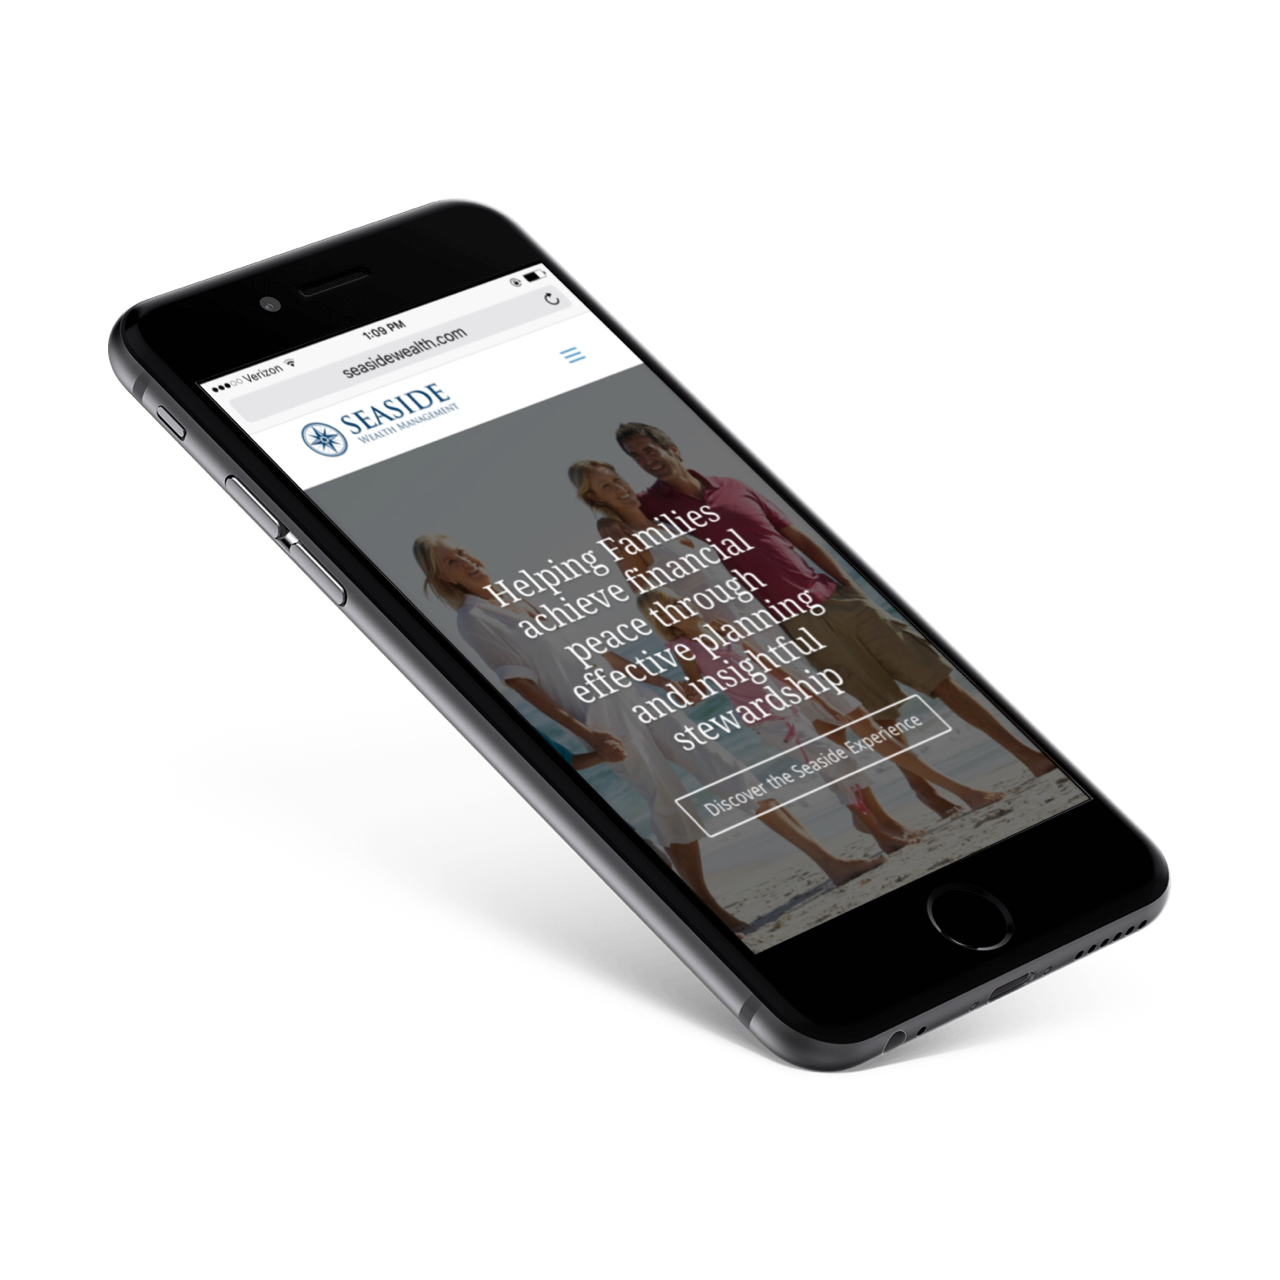 Verizon
1:09 PM
seasidewealth.com
SEASIDE
WEALTH MANAGEMENT
Helping Families
achieve financial
peace through
effective planning
and insightful
stewardship
Discover the Seaside Experience